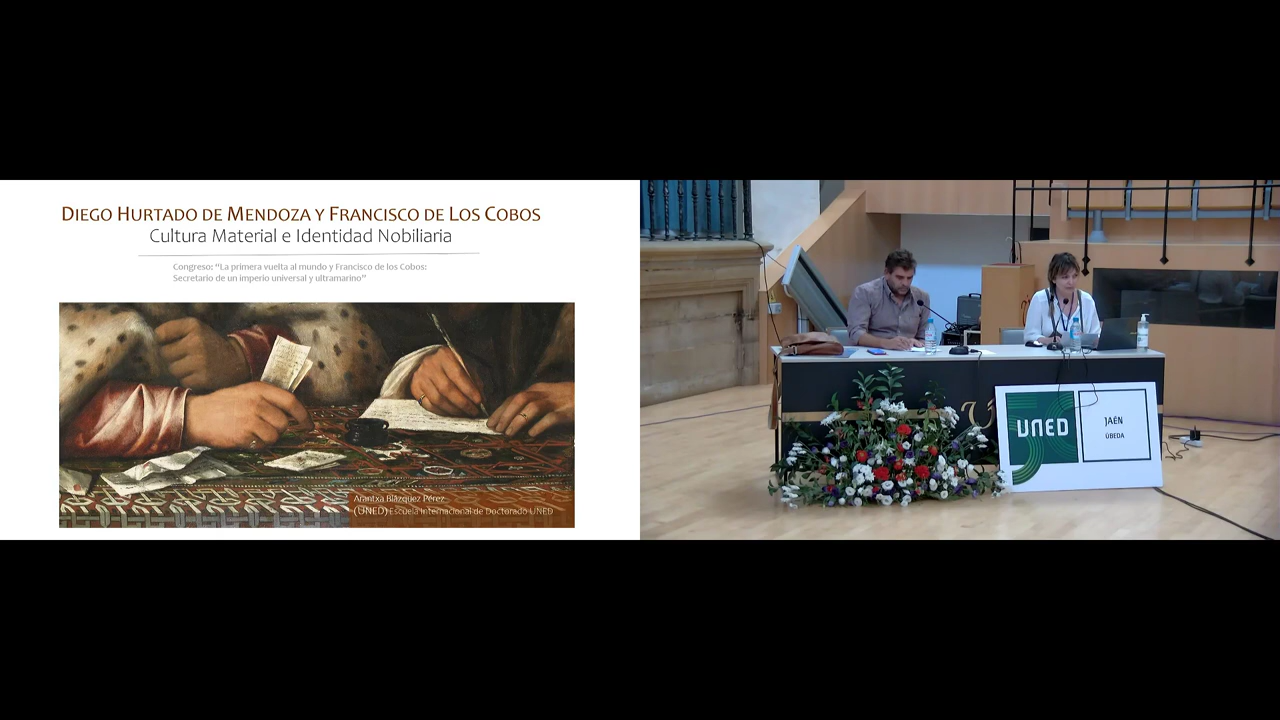 DIEGO HURTADO DE MENDOZA Y FRANCISCO DE LOS COBOS
Cultura Material e Identidad Nobiliaria
Congreso: “La primera vuelta al mundo y Francisco de los Cobos:
Secretario de un imperio universal y ultramarino”
Arantxa Blázquez Pérez
(UNED) Escuela Internacional de Doctorado UNED
UNED
JAÉN
ÚBEDA